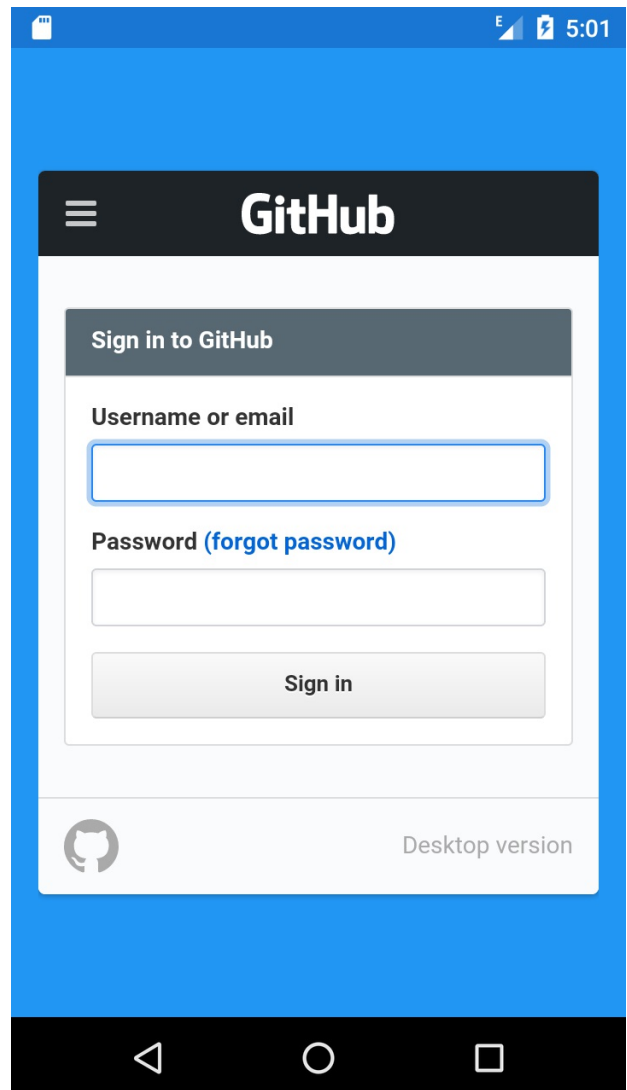 E 5:01
GitHub
Sign in to GitHub
Username or email
Password (forgot password)
Sign in
Desktop version